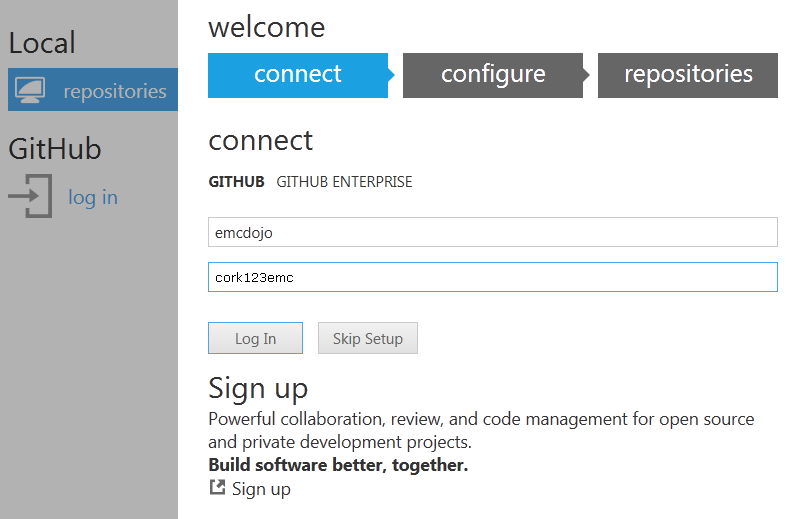 Local
repositories
GitHub
log in
welcome
connect
configure
repositories
connect
GITHUB GITHUB ENTERPRISE
emcdojo
cork123emc
Log In
Skip Setup
Sign up
Powerful collaboration, review, and code management for open source
and private development projects.
Build software better, together.
Sign up